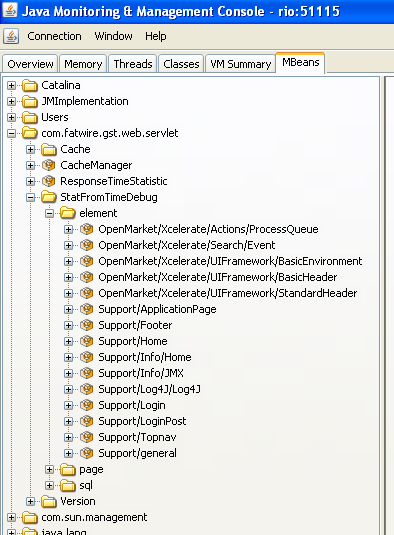 Java Monitoring & Management Console - rio:51115
Connection Window Help
Overview Memory Threads Classes VM Summary MBeans
Catalina
JMImplementation
Users
com.fatwire.gst.web.servlet
Cache
CacheManager
ResponseTimeStatistic
StatFromTimeDebug
element
OpenMarket/Xcelerate/Actions/ProcessQueue
OpenMarket/Xcelerate/Search/Event
OpenMarket/Xcelerate/UIFramework/BasicEnvironment
OpenMarket/Xcelerate/UIFramework/BasicHeader
OpenMarket/Xcelerate/UIFramework/StandardHeader
Support/ApplicationPage
Support/Footer
Support/Home
Support/Info/Home
Support/Info/JMX
Support/Log4J/Log4J
Support/Login
Support/LoginPost
Support/Topnav
Support/general
page
sql
Version
com.sun.management
java.lang